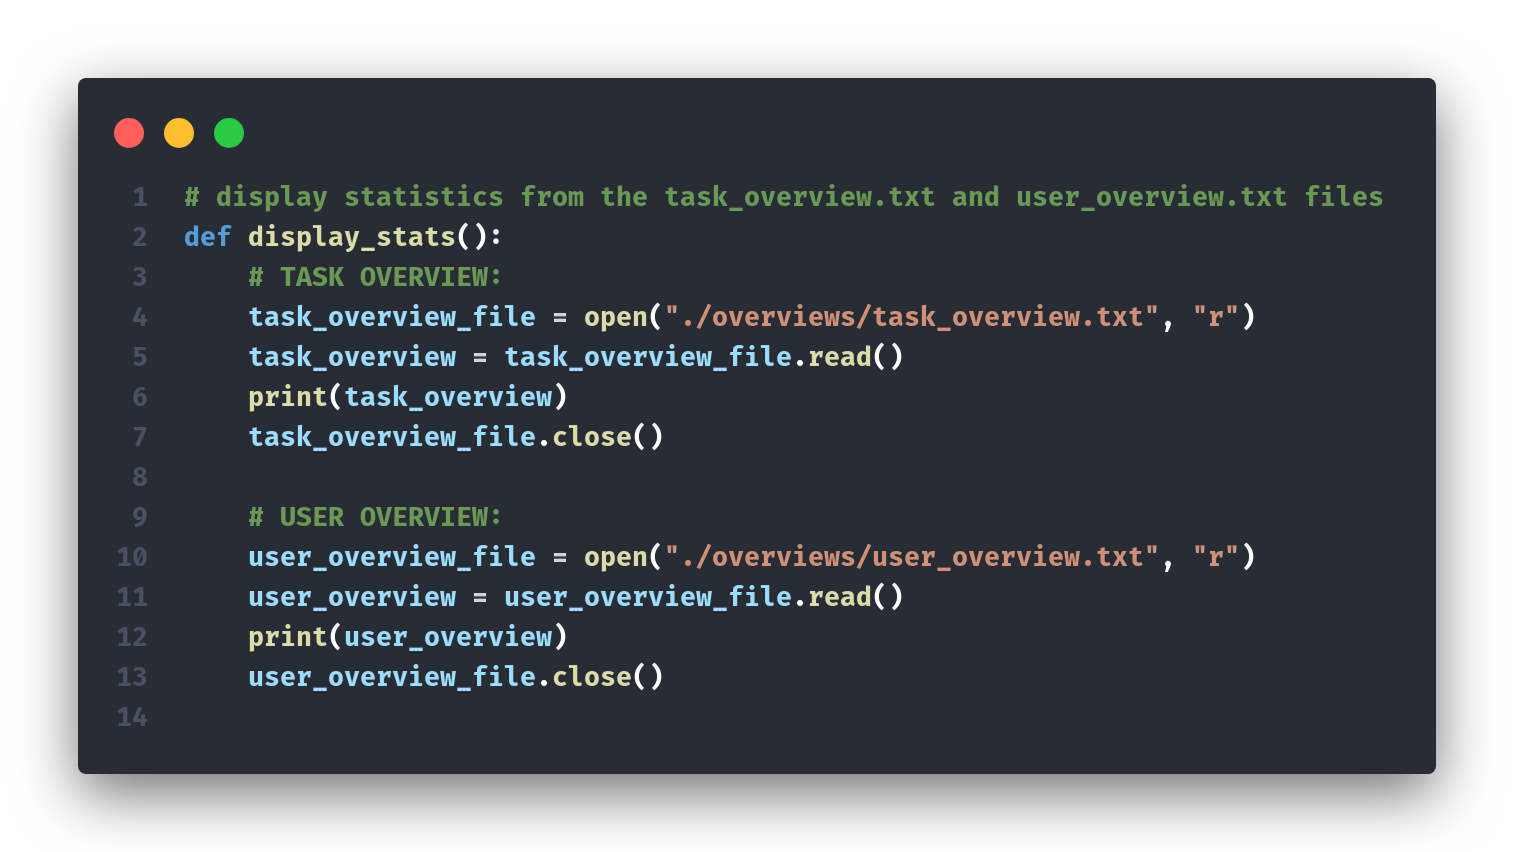 1 # display statistics from the task_overview.txt and user_overview.txt files
2 def display_stats():
3     # TASK OVERVIEW:
4     task_overview_file = open("./overviews/task_overview.txt", "r")
5     task_overview = task_overview_file.read()
6     print(task_overview)
7     task_overview_file.close()
8
9     # USER OVERVIEW:
10     user_overview_file = open("./overviews/user_overview.txt", "r")
11     user_overview = user_overview_file.read()
12     print(user_overview)
13     user_overview_file.close()
14